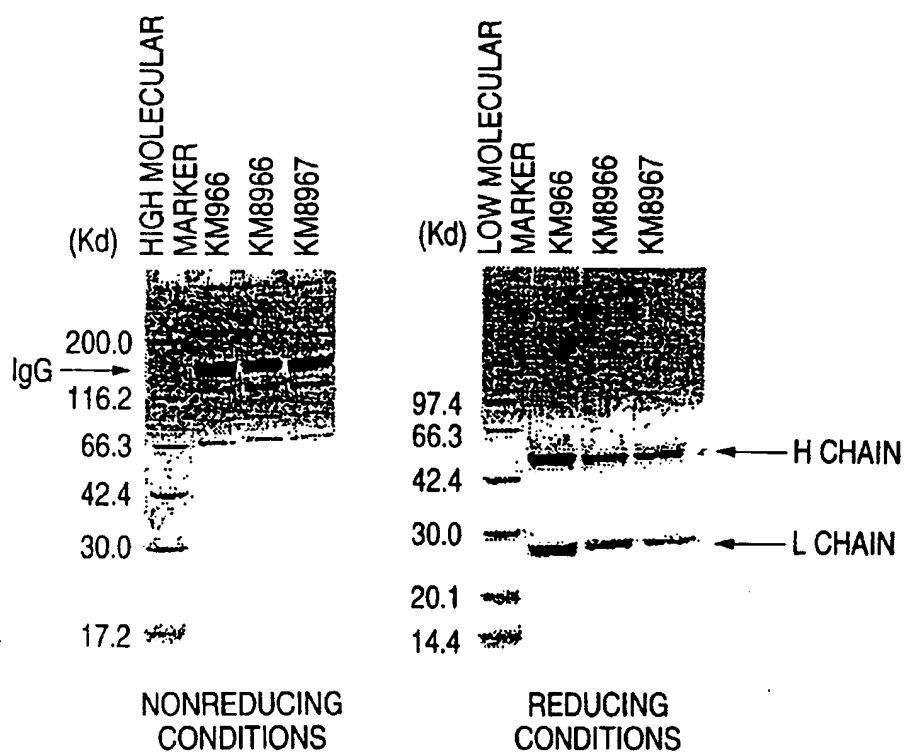 HIGH MOLECULAR
MARKER
KM966
KM8966
KM8967
(Kd)
200.0
IgG
116.2
66.3
42.4
30.0
17.2
NONREDUCING
CONDITIONS
LOW MOLECULAR
MARKER
KM966
KM8966
KM8967
(Kd)
97.4
66.3
42.4
30.0
20.1
14.4
H CHAIN
L CHAIN
REDUCING
CONDITIONS